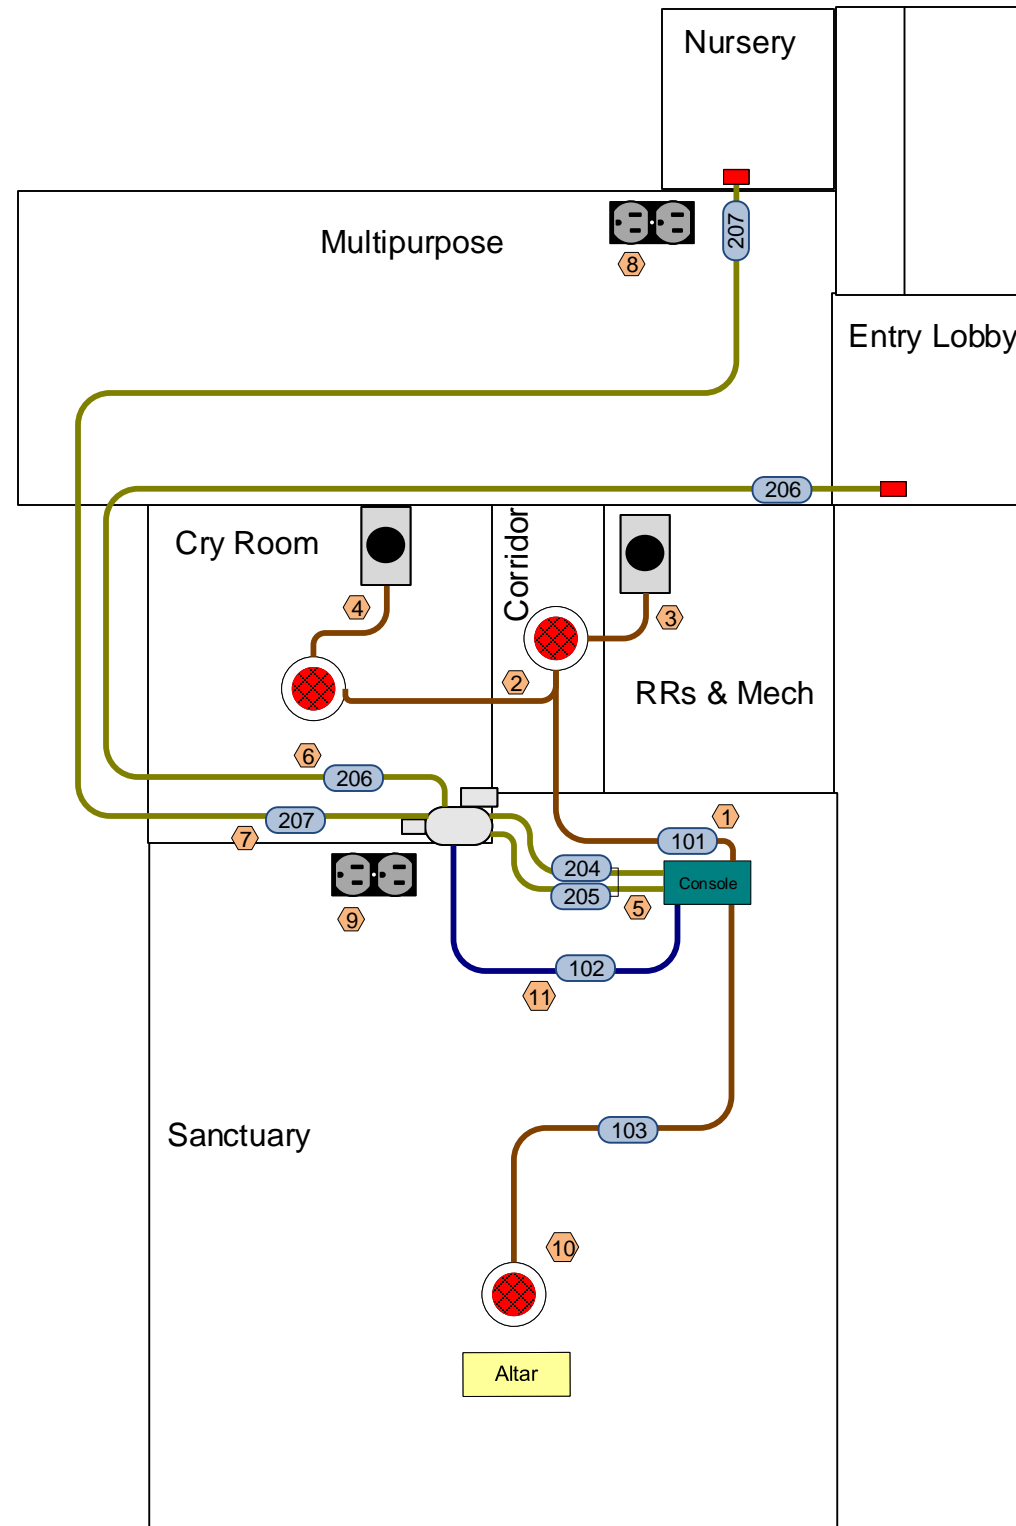 Nursery
Multipurpose
207
8
Entry Lobby
206
Cry Room
Corridor
4
3
2
RRs & Mech
6
206
207
7
1
101
204
205
5
Console
9
102
11
103
Sanctuary
10
Altar